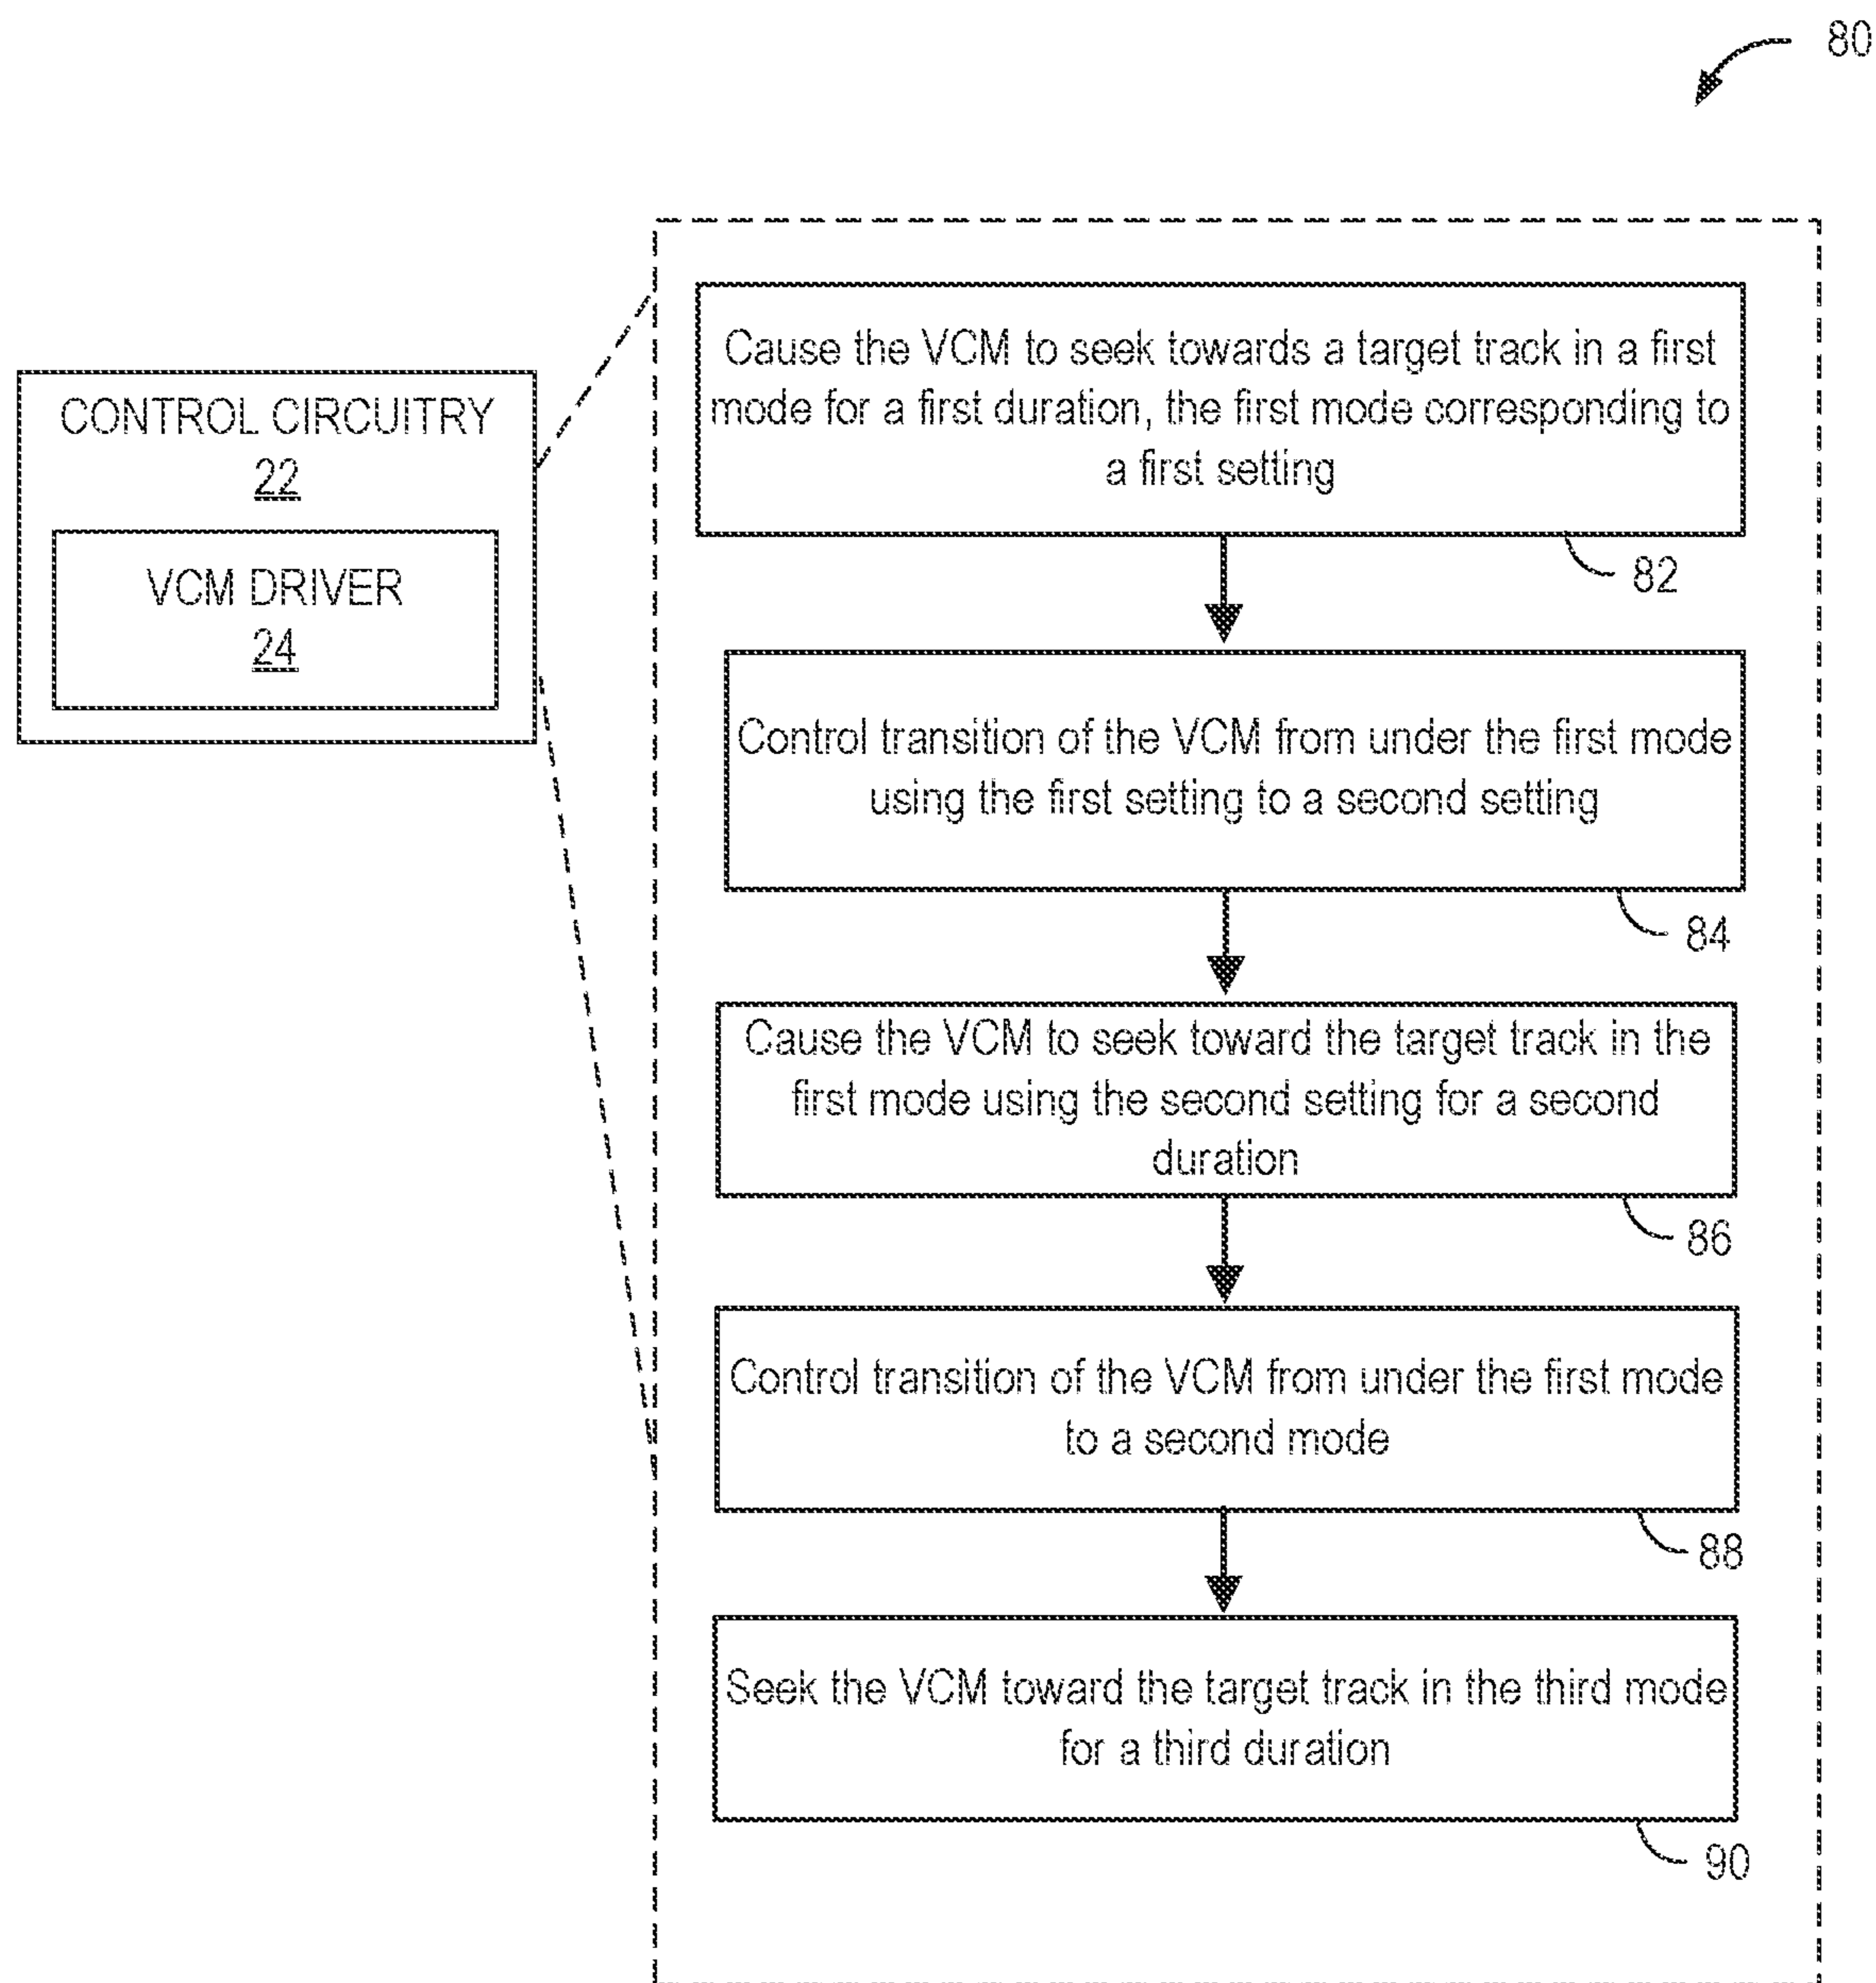 80
CONTROL CIRCUITRY
22
VCM DRIVER
24
Cause the VCM to seek towards a target track in a first
mode for a first duration, the first mode corresponding to
a first setting
82
Control transition of the VCM from under the first mode
using the first setting to a second setting
84
Cause the VCM to seek toward the target track in the
first mode using the second setting for a second
duration
86
Control transition of the VCM from under the first mode
to a second mode
88
Seek the VCM toward the target track in the third mode
for a third duration
90